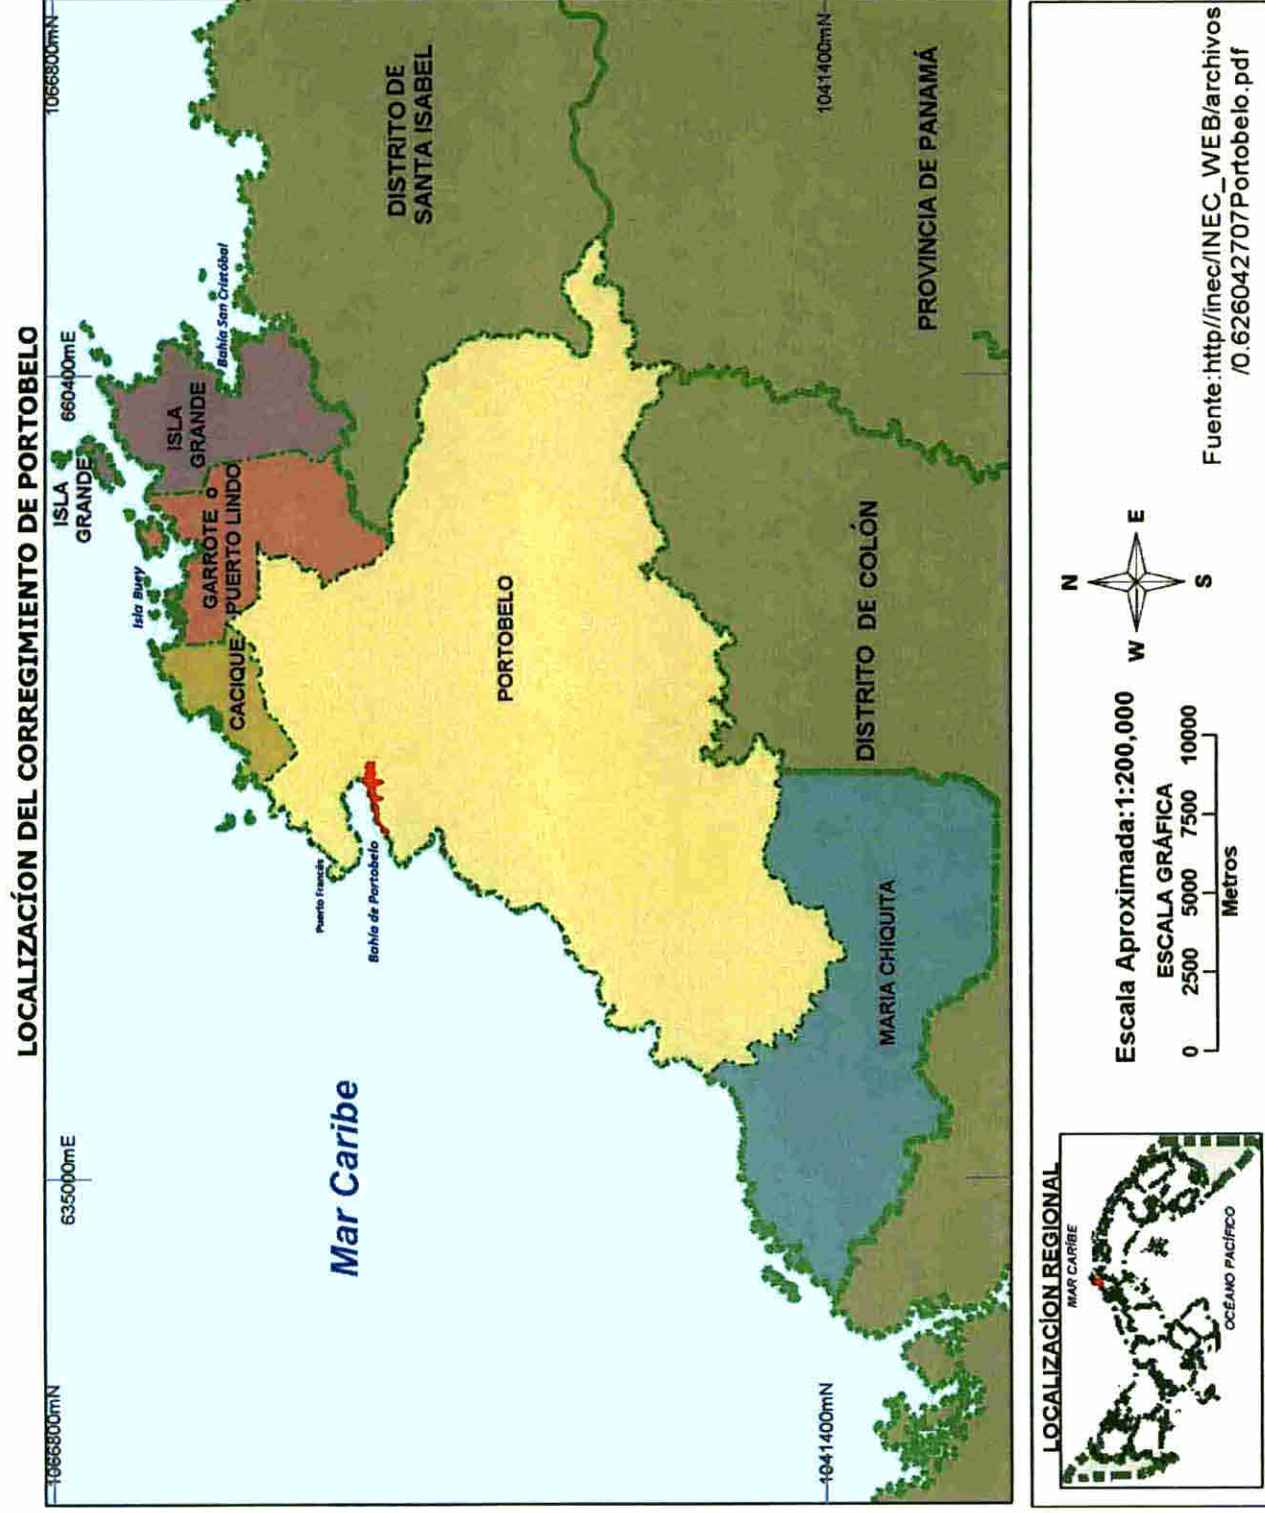 LOCALIZACÍON DEL CORREGIMIENTO DE PORTOBELO
1066800mN
635000mE
660400mE
1066800mN
ISLA
GRANDE
Isla Buey
ISLA
GRANDE
Bahía San Cristóbal
GARROTE o
PUERTO LINDO
CACIQUE
Puerto Francés
Bahía de Portobelo
Mar Caribe
DISTRITO DE
SANTA ISABEL
PORTOBELO
1041400mN
1041400mN
MARIA CHIQUITA
DISTRITO DE COLÓN
PROVINCIA DE PANAMÁ
LOCALIZACÍON REGIONAL
MAR CARÍBE
OCÉANO PACÍFICO
Escala Aproximada:1:200,000
ESCALA GRÁFICA
0 2500 5000 7500 10000
Metros
N
W E
S
Fuente:http//inec/INEC_WEB/archivos
/0.626042707Portobelo.pdf